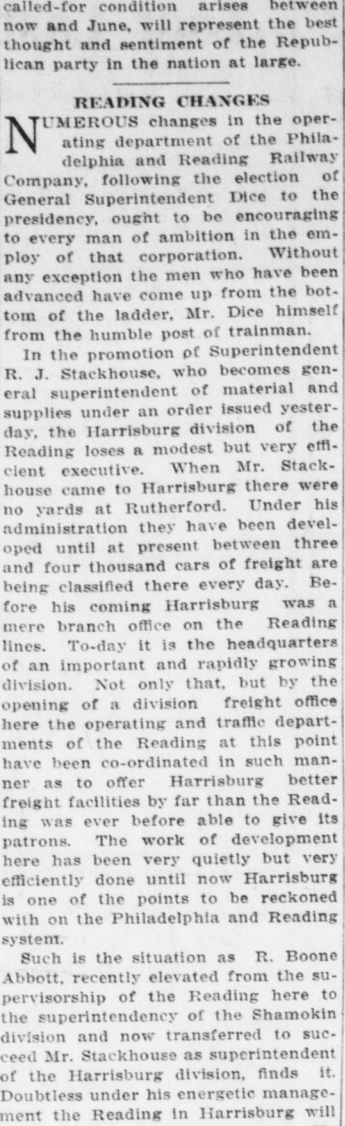 called-for condition arises between
now and June, will represent the best
thought and sentiment of the Repub-
lican party in the nation at large.
READING CHANGES
NUMEROUS changes in the oper-
ating department of the Phila-
delphia and Reading Railway
Company, following the election of
General Superintendent Dice to the
presidency, ought to be encouraging
to every man of ambition in the em-
ploy of that corporation. Without
any exception the men who have been
advanced have come up from the bot-
tom of the ladder, Mr. Dice himself
from the humble post of trainman.
In the promotion of Superintendent
R. J. Stackhouse, who becomes gen-
eral superintendent of material and
supplies under an order issued yester-
day, the Harrisburg division of the
Reading loses a modest but very effi-
cient executive. When Mr. Stack-
house came to Harrisburg there were
no yards at Rutherford. Under his
administration they have been devel-
oped until at present between three
and four thousand cars of freight are
being classified there every day. Be-
fore his coming Harrisburg was a
mere branch office on the Reading
lines. To-day it is the headquarters
of an important and rapidly growing
division. Not only that, but by the
opening of a division freight office
here the operating and traffic depart-
ments of the Reading at this point
have been co-ordinated in such man-
ner as to offer Harrisburg better
freight facilities by far than the Read-
ing was ever before able to give its
patrons. The work of development
here has been very quietly but very
efficiently done until now Harrisburg
is one of the points to be reckoned
with on the Philadelphia and Reading
system.
Such is the situation as R. Boone
Abbott, recently elevated from the su-
pervisorship of the Reading here to
the superintendency of the Shamokin
division and now transferred to suc-
ceed Mr. Stackhouse as superintendent
of the Harrisburg division, finds it.
Doubtless under his energetic manage-
ment the Reading in Harrisburg will